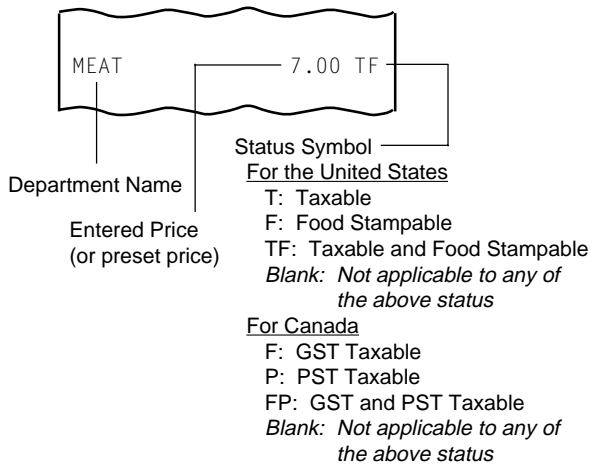 MEAT 7.00 TF
Status Symbol
For the United States
Department Name
T: Taxable
F: Food Stampable
Entered Price
(or preset price)
TF: Taxable and Food Stampable
Blank: Not applicable to any of
the above status
For Canada
F: GST Taxable
P: PST Taxable
FP: GST and PST Taxable
Blank: Not applicable to any of
the above status